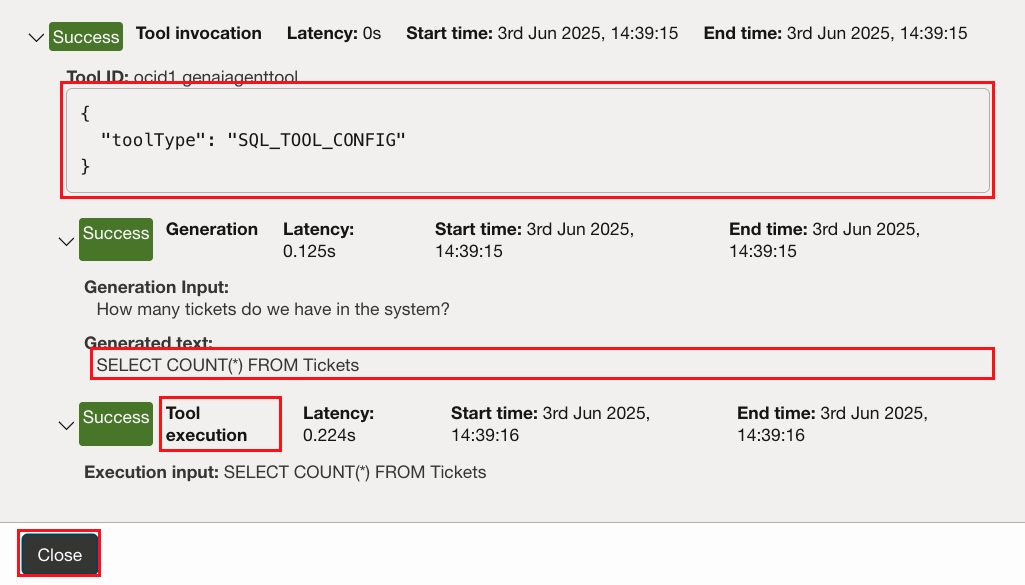 Success Tool invocation Latency: 0s Start time: 3rd Jun 2025, 14:39:15 End time: 3rd Jun 2025, 14:39:15
Tool ID: ocid1.genaiagenttool
{
"toolType": "SQL_TOOL_CONFIG"
}
Success Generation Latency: Start time: 3rd Jun 2025, End time: 3rd Jun 2025,
0.125s 14:39:15 14:39:15
Generation Input:
How many tickets do we have in the system?
Generated text:
SELECT COUNT(*) FROM Tickets
Success Tool Latency: Start time: 3rd Jun 2025, End time: 3rd Jun 2025,
execution 0.224s 14:39:16 14:39:16
Execution input: SELECT COUNT(*) FROM Tickets
Close